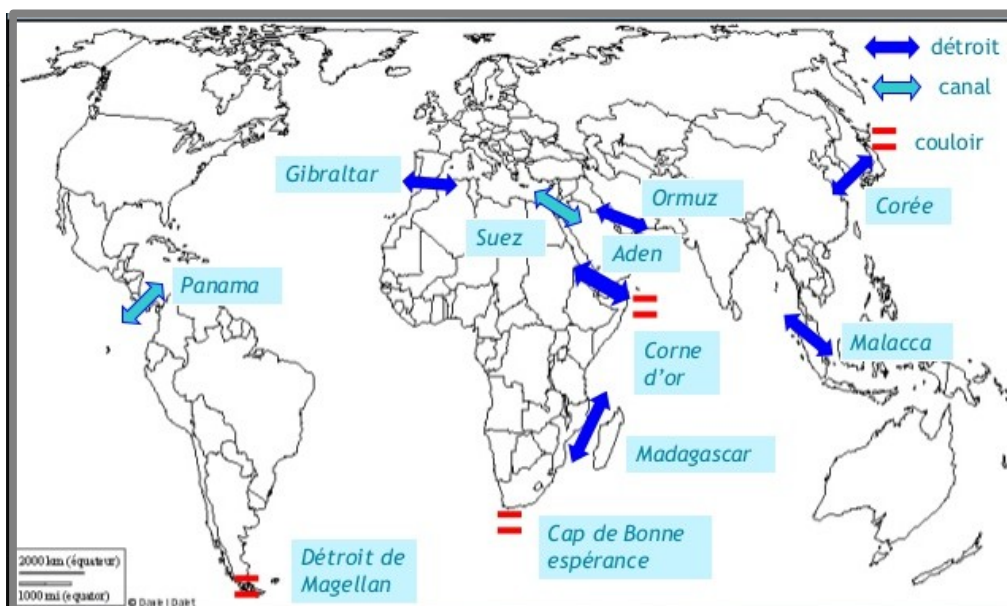 détroit
canal
couloir
Gibraltar
Ormuz
Corée
Suez
Aden
Panama
Malacca
Corne
d'or
Madagascar
Cap de Bonne
espérance
Détroit de
Magellan
2000 km (équateur)
1000 mi (equator)
© Daniel Dalet